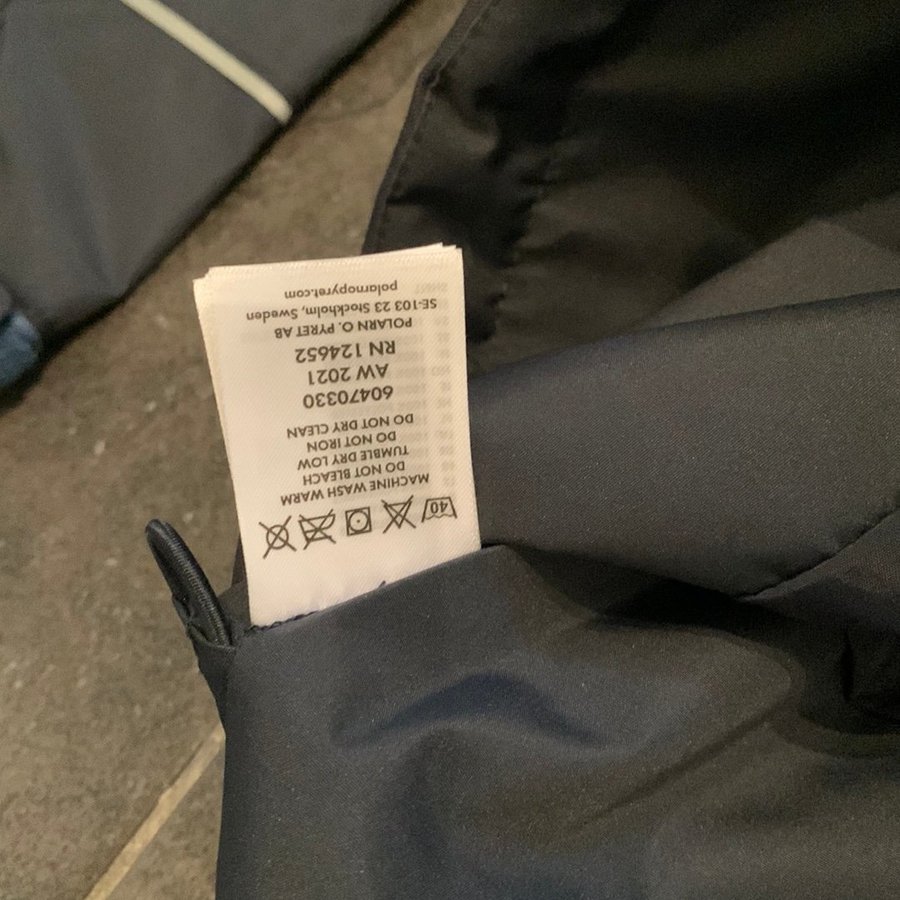 40
MACHINE WASH WARM
DO NOT BLEACH
TUMBLE DRY LOW
DO NOT IRON
DO NOT DRY CLEAN
60470330
AW 2021
RN 124652
POLARN O. PYRET AB
SE-103 23 Stockholm, Sweden
polarnopyret.com